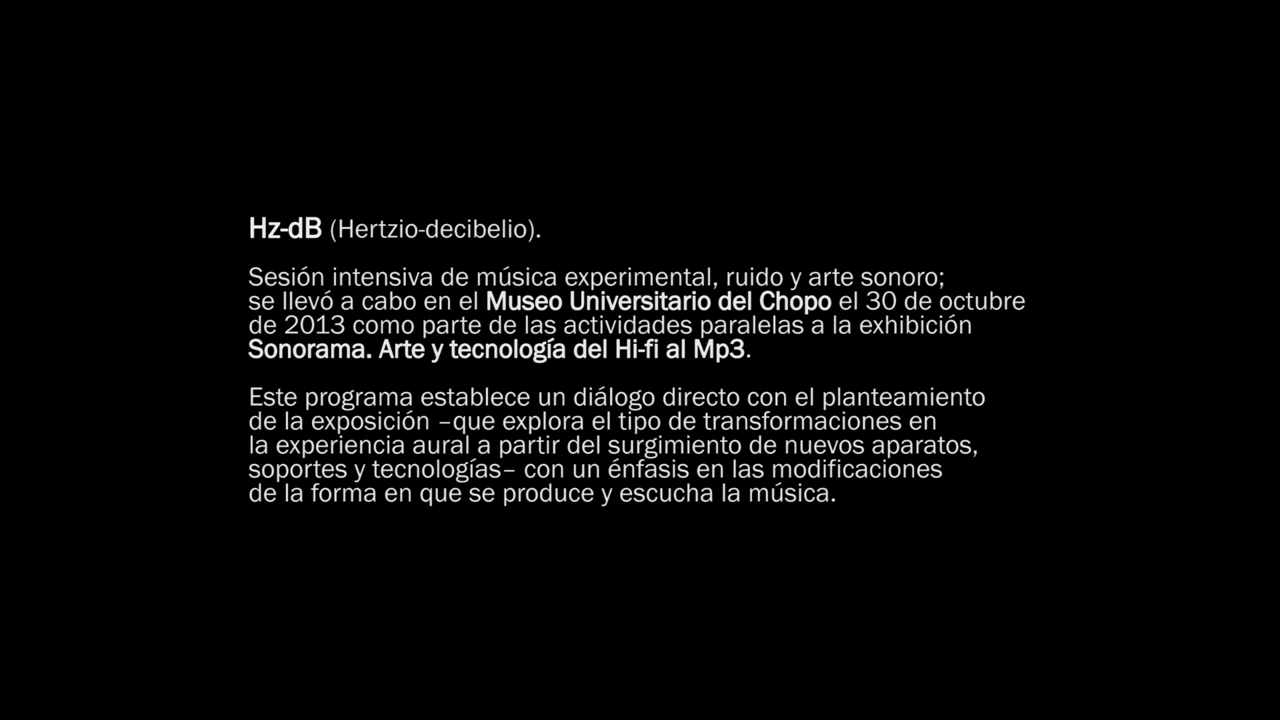 Hz-dB (Hertzio-decibelio).
Sesión intensiva de música experimental, ruido y arte sonoro;
se llevó a cabo en el Museo Universitario del Chopo el 30 de octubre
de 2013 como parte de las actividades paralelas a la exhibición
Sonorama. Arte y tecnología del Hi-fi al Mp3.
Este programa establece un diálogo directo con el planteamiento
de la exposición –que explora el tipo de transformaciones en
la experiencia aural a partir del surgimiento de nuevos aparatos,
soportes y tecnologías– con un énfasis en las modificaciones
de la forma en que se produce y escucha la música.